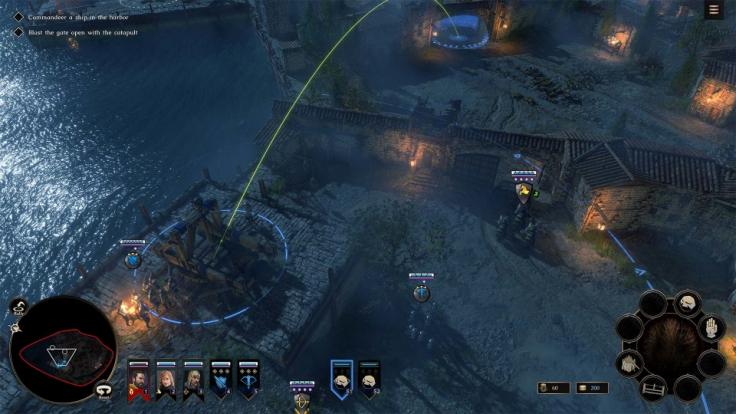 Commandeer a ship in the harbor
Blast the gate open with the catapult
60
200